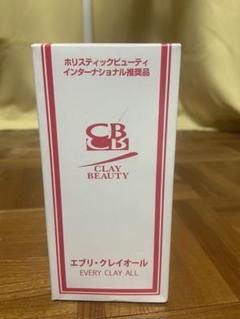 ホリスティックビューティ
インターナショナル推奨品
CB
CB
CLAY
BEAUTY
エブリ・クレイオール
EVERY CLAY ALL